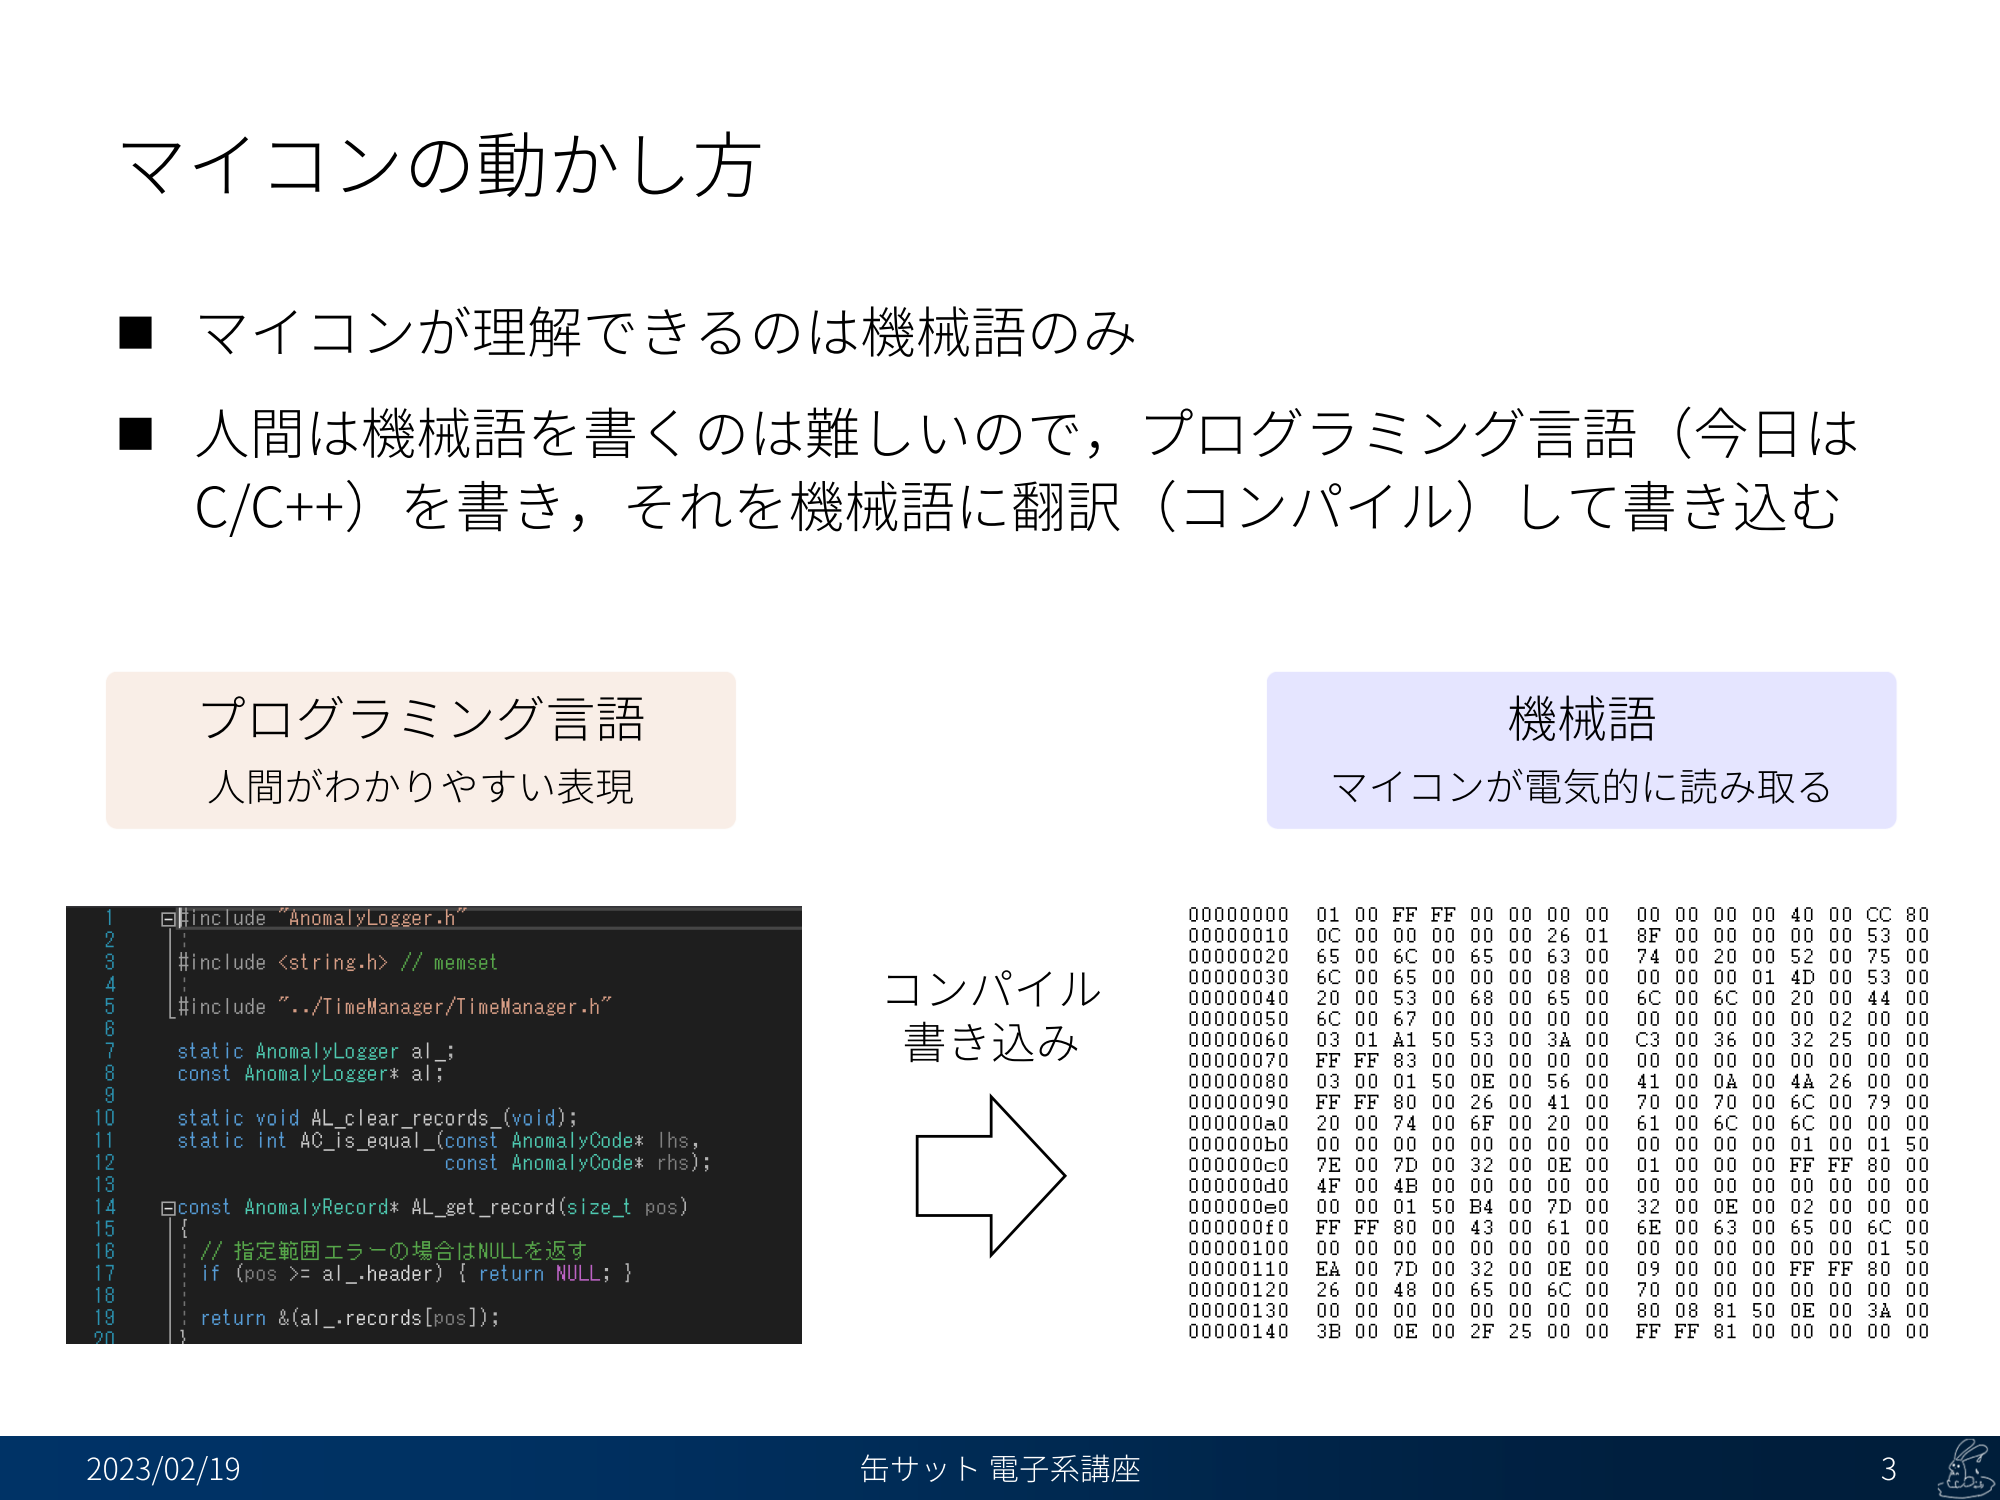 マイコンの動かし方
■ マイコンが理解できるのは機械語のみ
■ 人間は機械語を書くのは難しいので，プログラミング言語（今日は
C/C++）を書き，それを機械語に翻訳（コンパイル）して書き込む
プログラミング言語
人間がわかりやすい表現
機械語
マイコンが電気的に読み取る
1 #include "AnomalyLogger.h"
2
3 #include <string.h> // memset
4
5 #include "../TimeManager/TimeManager.h"
6
7 static AnomalyLogger al_;
8 const AnomalyLogger* al;
9
10 static void AL_clear_records_(void);
11 static int AC_is_equal_(const AnomalyCode* lhs,
12 const AnomalyCode* rhs);
13
14 const AnomalyRecord* AL_get_record(size_t pos)
15 {
16 // 指定範囲エラーの場合はNULLを返す
17 if (pos >= al_.header) { return NULL; }
18
19 return &(al_.records[pos]);
20 }
コンパイル
書き込み
00000000 01 00 FF FF 00 00 00 00 00 00 00 00 40 00 CC 80
00000010 0C 00 00 00 00 00 26 01 8F 00 00 00 00 00 53 00
00000020 65 00 6C 00 65 00 63 00 74 00 20 00 52 00 75 00
00000030 6C 00 65 00 00 00 08 00 00 00 00 01 4D 00 53 00
00000040 20 00 53 00 68 00 65 00 6C 00 6C 00 20 00 44 00
00000050 6C 00 67 00 00 00 00 00 00 00 00 00 00 02 00 00
00000060 03 01 A1 50 53 00 3A 00 C3 00 36 00 32 25 00 00
00000070 FF FF 83 00 00 00 00 00 00 00 00 00 00 00 00 00
00000080 03 00 01 50 0E 00 56 00 41 00 0A 00 4A 26 00 00
00000090 FF FF 80 00 26 00 41 00 70 00 70 00 6C 00 79 00
000000a0 20 00 74 00 6F 00 20 00 61 00 6C 00 6C 00 00 00
000000b0 00 00 00 00 00 00 00 00 00 00 00 00 01 00 01 50
000000c0 7E 00 7D 00 32 00 0E 00 01 00 00 00 FF FF 80 00
000000d0 4F 00 4B 00 00 00 00 00 00 00 00 00 00 00 00 00
000000e0 00 00 01 50 B4 00 7D 00 32 00 0E 00 02 00 00 00
000000f0 FF FF 80 00 43 00 61 00 6E 00 63 00 65 00 6C 00
00000100 00 00 00 00 00 00 00 00 00 00 00 00 00 00 01 50
00000110 EA 00 7D 00 32 00 0E 00 09 00 00 00 FF FF 80 00
00000120 26 00 48 00 65 00 6C 00 70 00 00 00 00 00 00 00
00000130 00 00 00 00 00 00 00 00 80 08 81 50 0E 00 3A 00
00000140 3B 00 0E 00 2F 25 00 00 FF FF 81 00 00 00 00 00
2023/02/19
缶サット 電子系講座
3